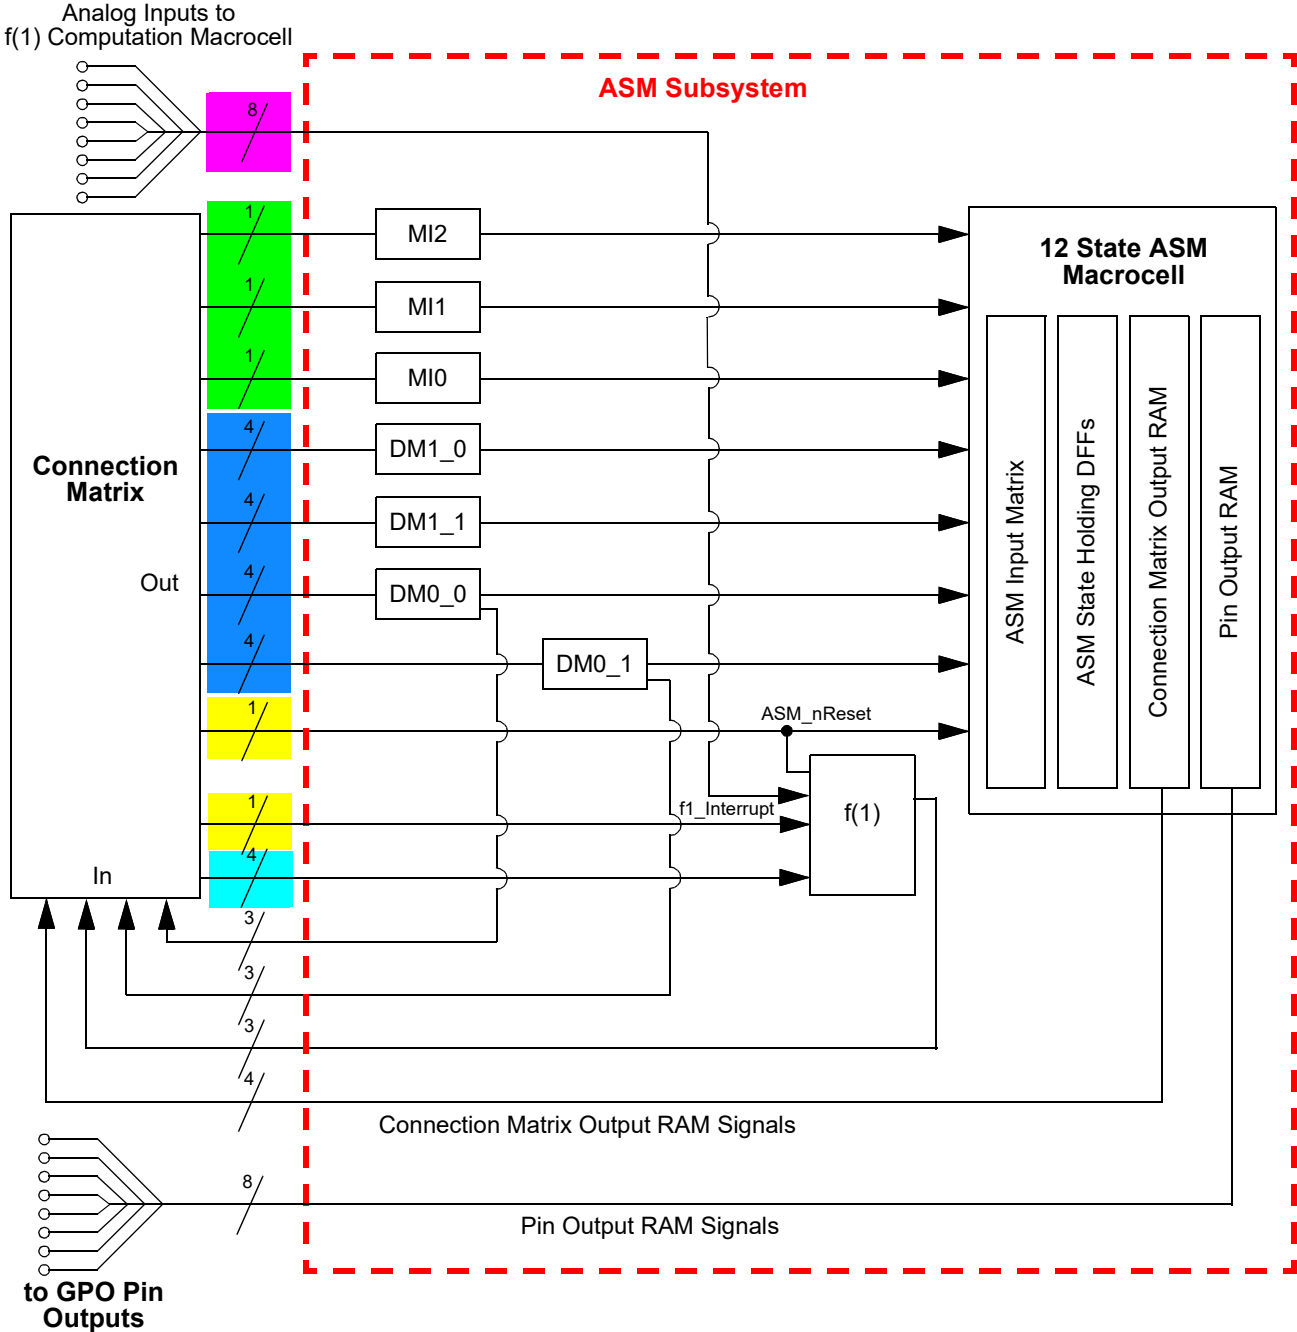 Analog Inputs to
f(1) Computation Macrocell
ASM Subsystem
8
1
MI2
12 State ASM
Macrocell
1
MI1
1
MI0
4
DM1_0
Connection
Matrix
4
DM1_1
Out
4
DM0_0
4
DM0_1
ASM Input Matrix
ASM State Holding DFFs
Connection Matrix Output RAM
Pin Output RAM
1
ASM_nReset
1
f1_Interrupt
f(1)
4
In
3
3
3
4
Connection Matrix Output RAM Signals
8
Pin Output RAM Signals
to GPO Pin
Outputs